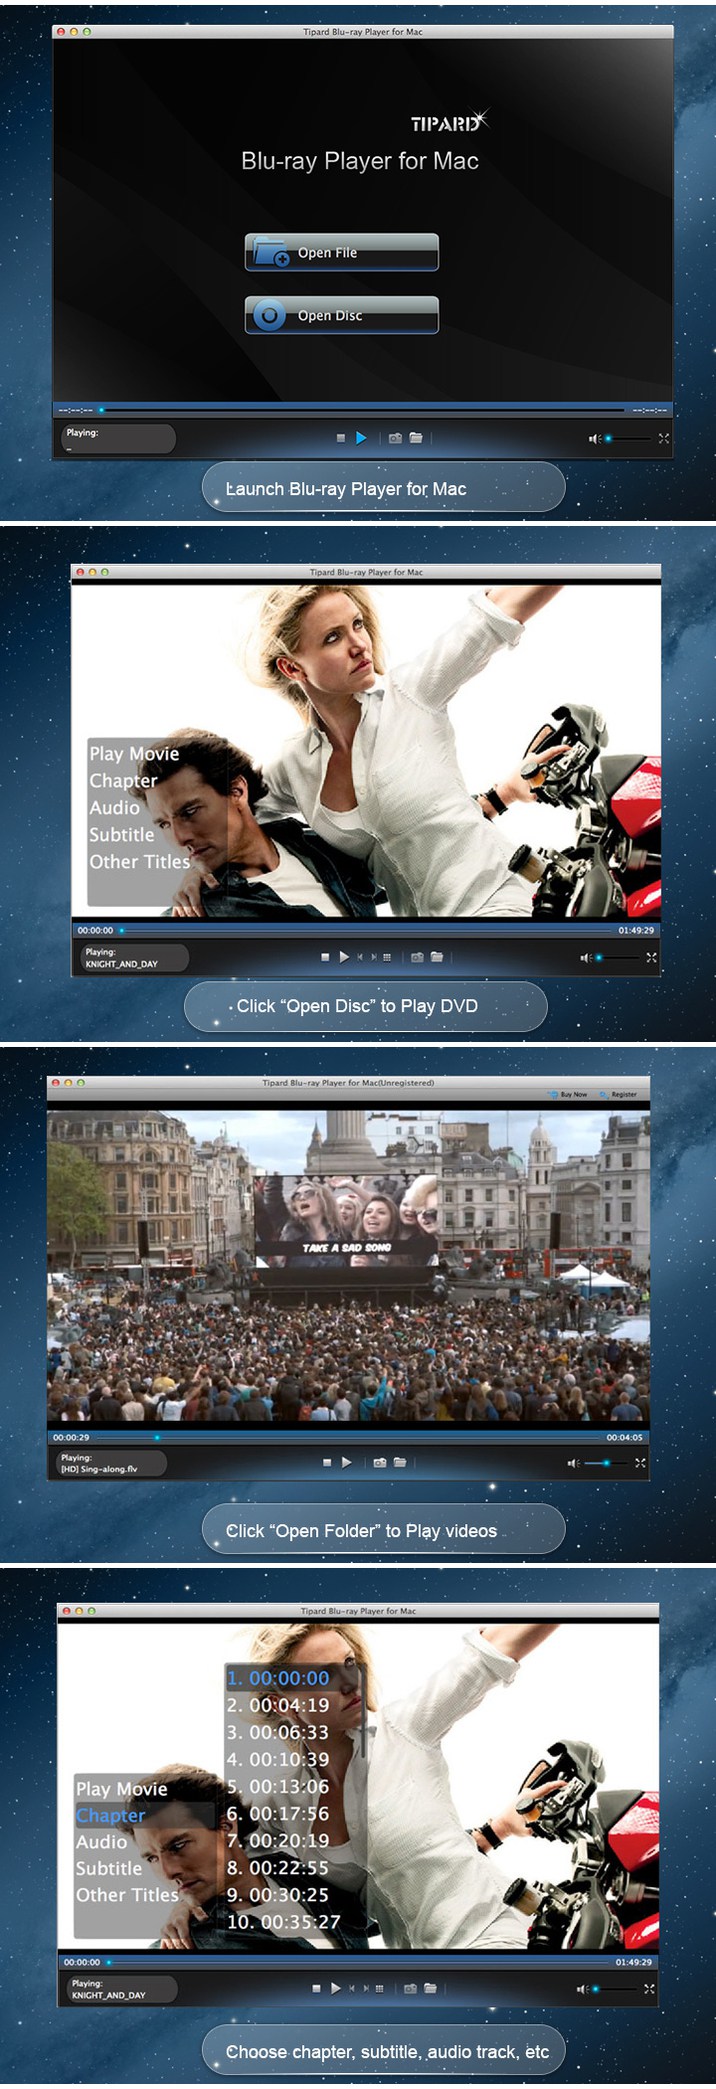 Tipard Blu-ray Player for Mac
TIPARD
Blu-ray Player for Mac
Open File
Open Disc
--:--:--
--:--:--
Playing:
_
Launch Blu-ray Player for Mac
Tipard Blu-ray Player for Mac
Play Movie
Chapter
Audio
Subtitle
Other Titles
00:00:00
01:49:29
Playing:
KNIGHT_AND_DAY
Click “Open Disc” to Play DVD
Tipard Blu-ray Player for Mac(Unregistered)
Buy Now
Register
TAKE A SAD SONG
00:00:29
00:04:05
Playing:
[HD] Sing-along.flv
Click “Open Folder” to Play videos
Tipard Blu-ray Player for Mac
Play Movie
Chapter
Audio
Subtitle
Other Titles
1. 00:00:00
2. 00:04:19
3. 00:06:33
4. 00:10:39
5. 00:13:06
6. 00:17:56
7. 00:20:19
8. 00:22:55
9. 00:30:25
10. 00:35:27
00:00:00
01:49:29
Playing:
KNIGHT_AND_DAY
Choose chapter, subtitle, audio track, etc